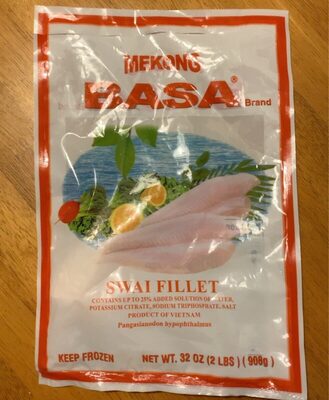 MEKONG
BASA®
Brand
SWAI FILLET
CONTAINS UP TO 25% ADDED SOLUTION OF WATER,
POTASSIUM CITRATE, SODIUM TRIPHOSPHATE, SALT
PRODUCT OF VIETNAM
Pangasianodon hypophthalmus
KEEP FROZEN
NET WT. 32 OZ (2 LBS) (908g)